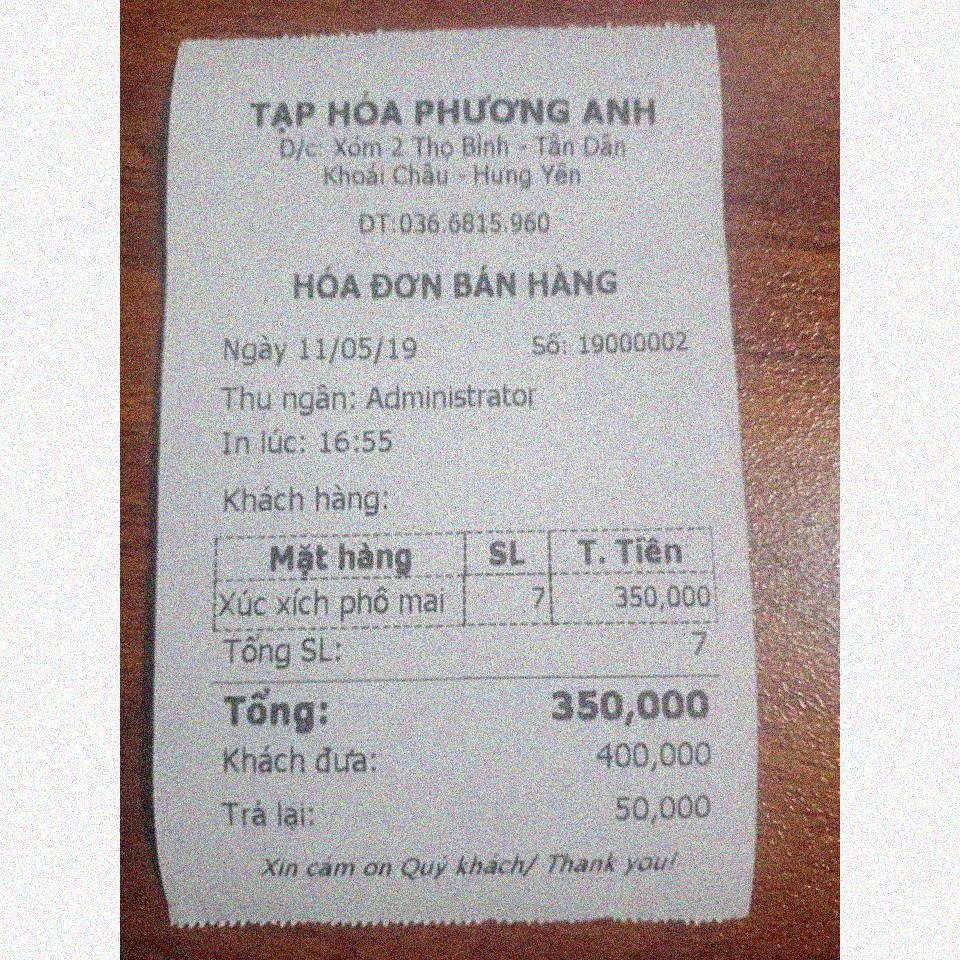 TẠP HÓA PHƯƠNG ANH
Đ/c: Xóm 2 Thọ Bình - Tân Dân
Khoái Châu - Hưng Yên
ĐT:036.6815.960
HÓA ĐƠN BÁN HÀNG
Ngày 11/05/19 Số: 19000002
Thu ngân: Administrator
In lúc: 16:55
Khách hàng:
Mặt hàng SL T. Tiền
Xúc xích phô mai 7 350,000
Tổng SL: 7
Tổng: 350,000
Khách đưa: 400,000
Trả lại: 50,000
Xin cảm ơn Quý khách/ Thank you!